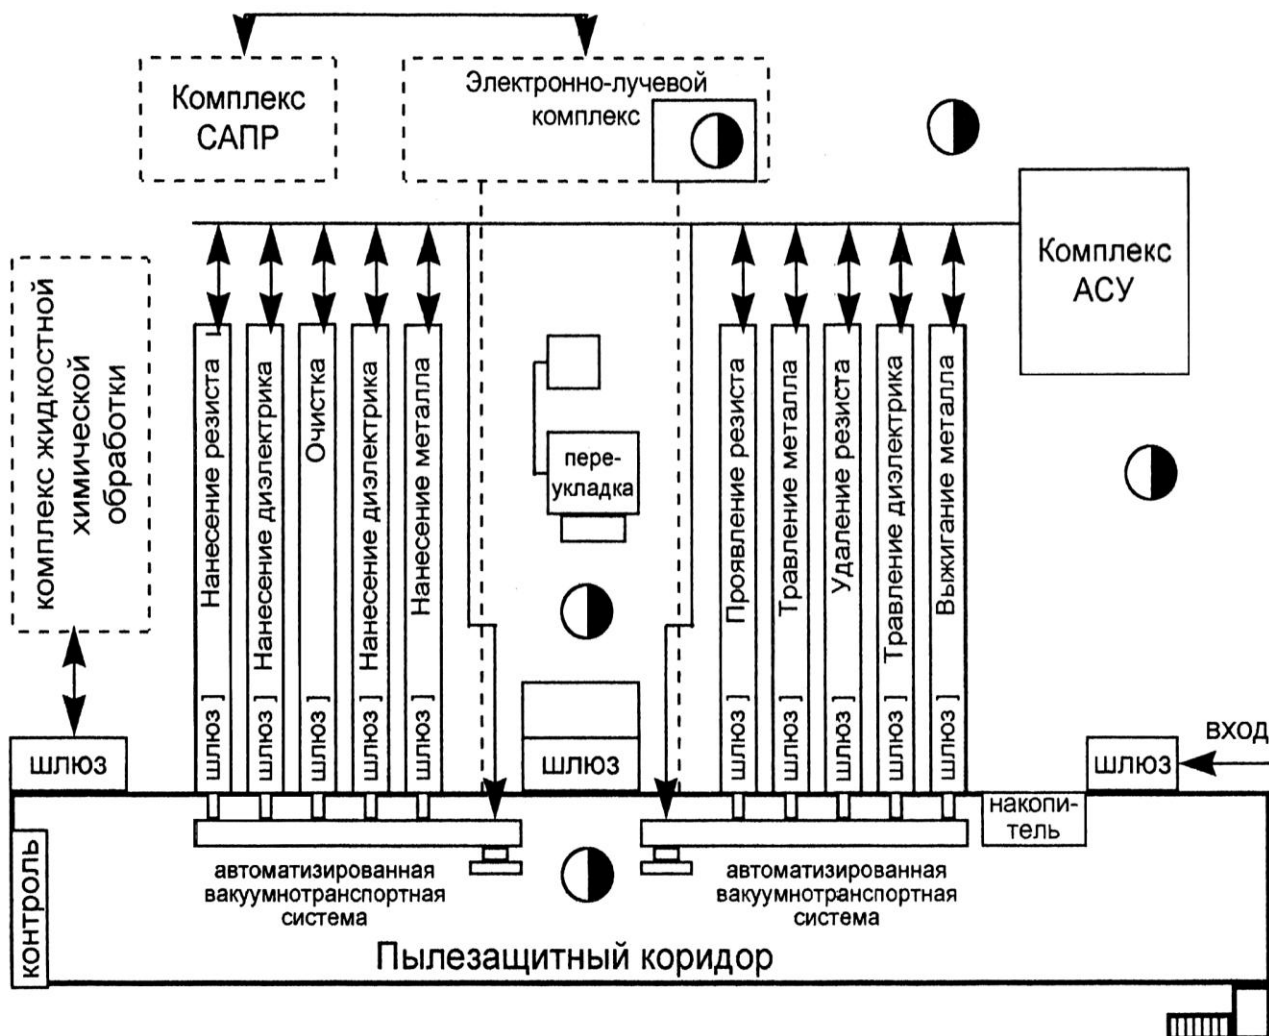 Комплекс
САПР
Электронно-лучевой
комплекс
Комплекс
АСУ
комплекс жидкостной
химической
обработки
Нанесение резиста
шлюз ]
Нанесение диэлектрика
шлюз ]
Очистка
шлюз ]
Нанесение диэлектрика
шлюз ]
Нанесение металла
шлюз ]
пере-
укладка
Проявление резиста
шлюз ]
Травление металла
шлюз ]
Удаление резиста
шлюз ]
Травление диэлектрика
шлюз ]
Выжигание металла
шлюз ]
шлюз
шлюз
шлюз
вход
накопи-
тель
контроль
автоматизированная
вакуумнотранспортная
система
автоматизированная
вакуумнотранспортная
система
Пылезащитный коридор